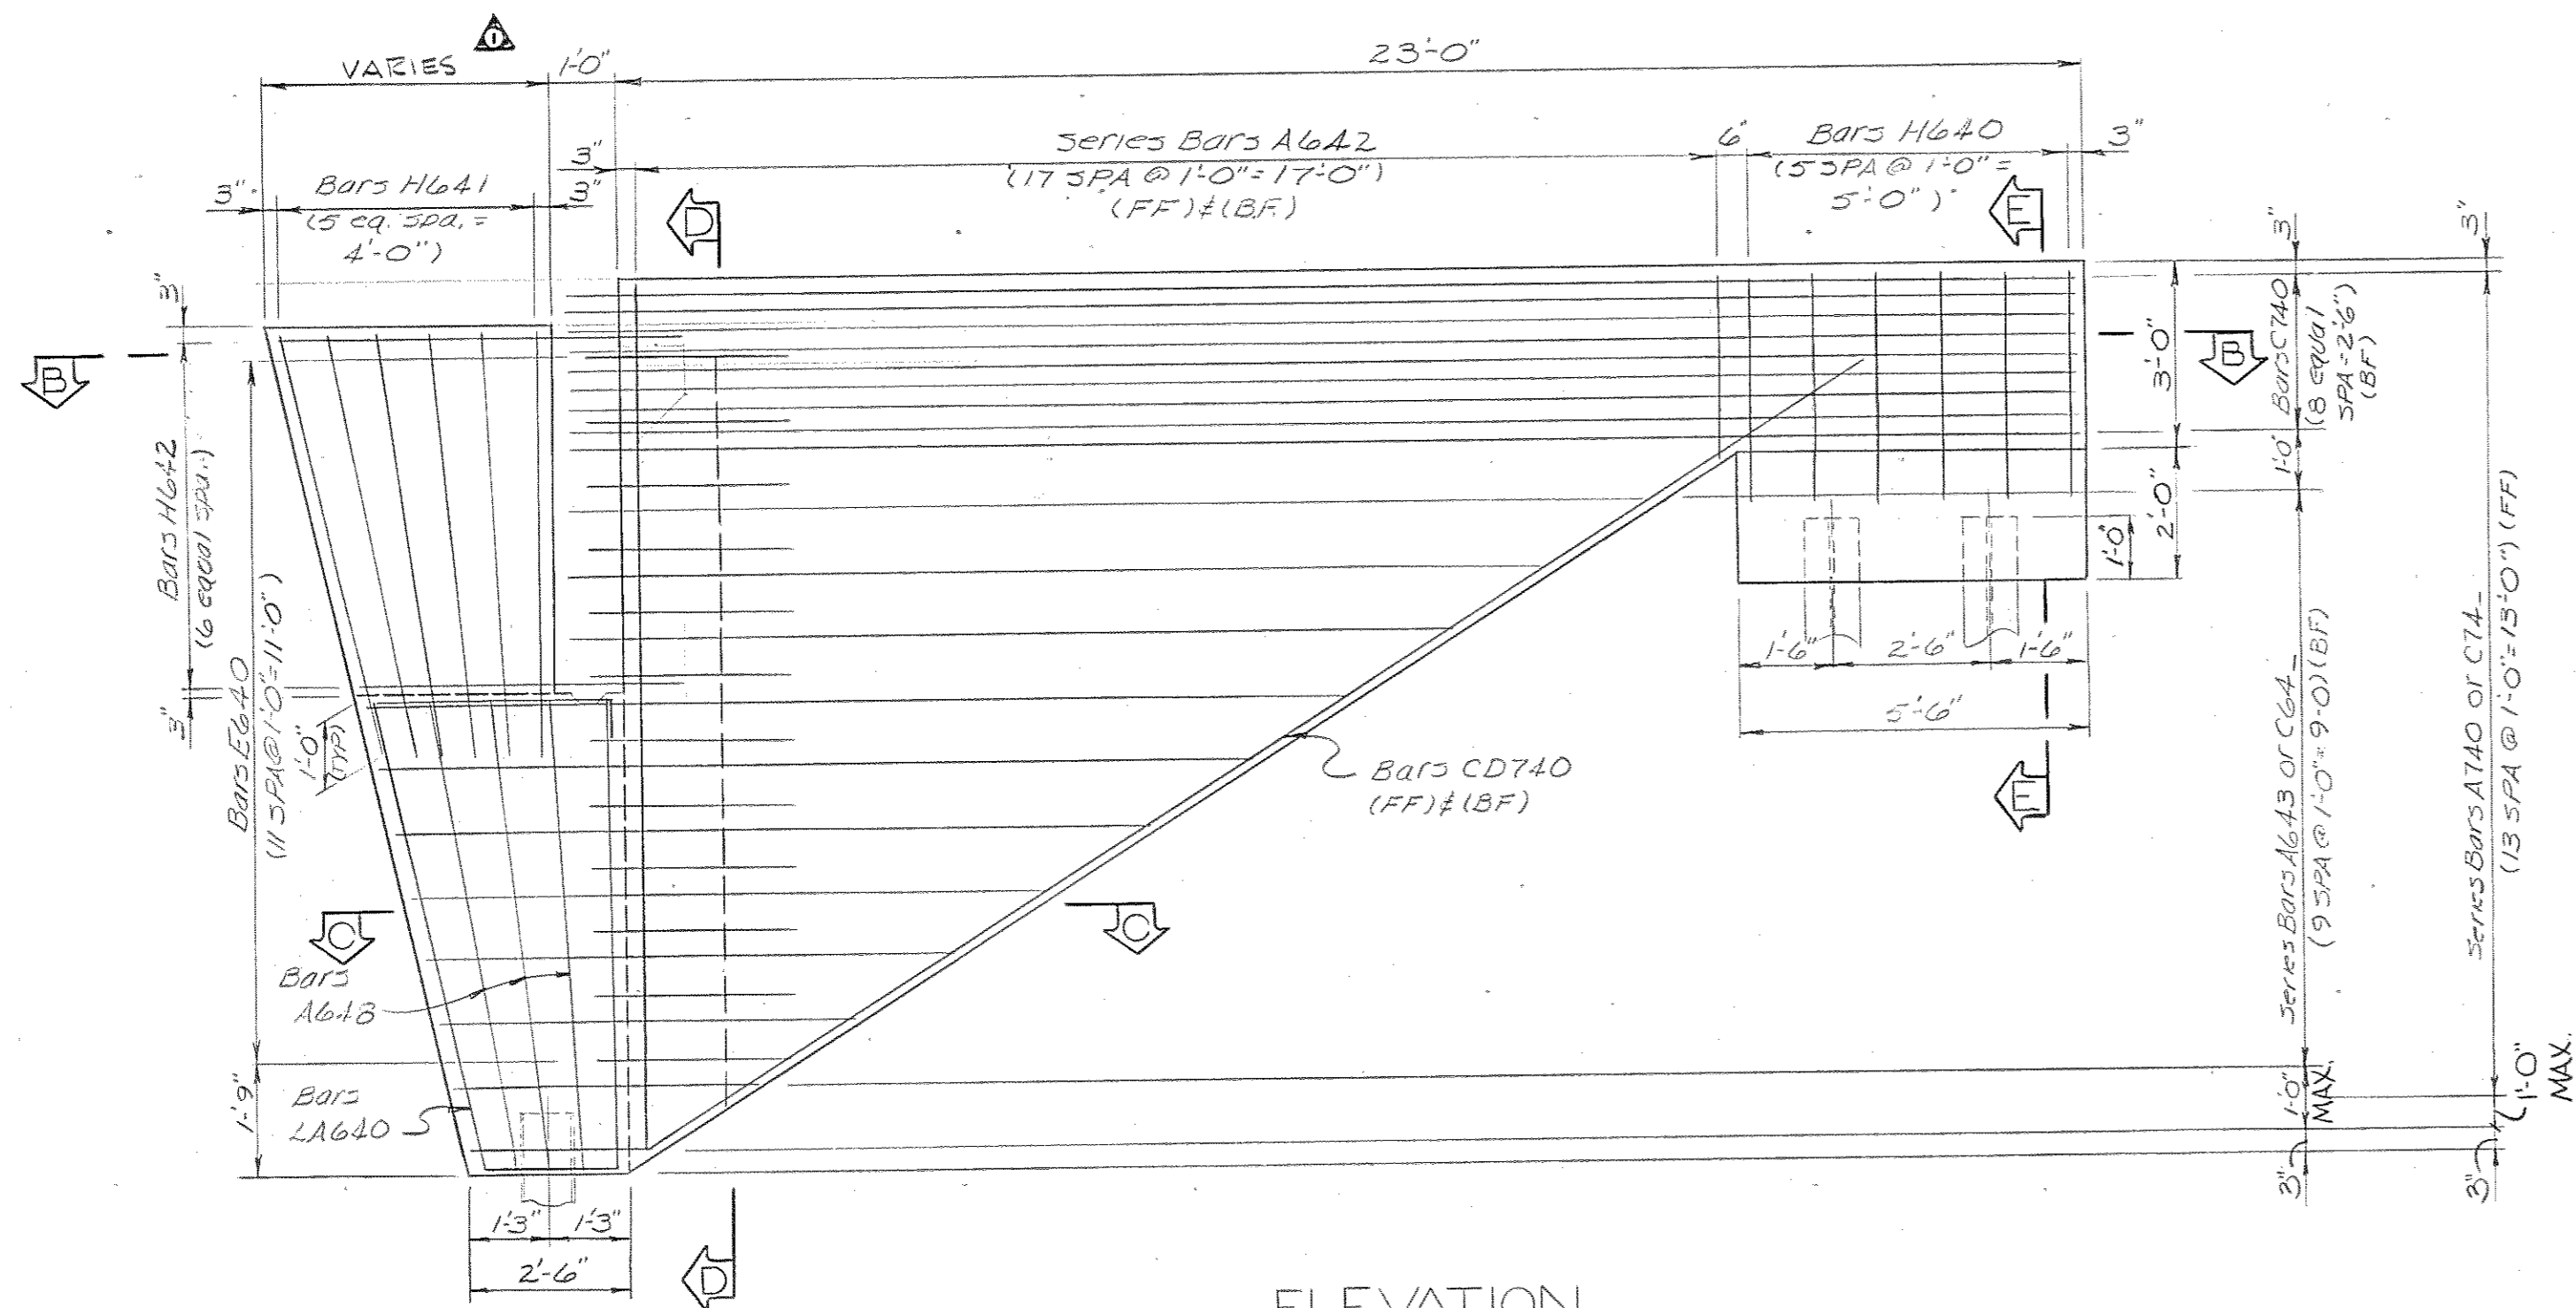 1
VARIES
1'-0"
23'-0"
3"
Bars H641
(5 eq. spa. =
4'-0")
3"
3"
3"
Series Bars A642
(17 SPA @ 1'-0" = 17'-0")
(FF) & (BF)
6"
Bars H640
(5 SPA @ 1'-0" =
5'-0")
3"
D
E
B
B
3"
Bars H642
(6 equal spa.)
3"
Bars E640
(11 SPA @ 1'-0" = 11'-0")
1'-9"
1'-0"
(TYP)
3'-0"
2'-0"
1'-0"
3"
Bars C740
(8 equal
SPA = 2'-6")
(BF)
1'-0"
Series Bars A643 or C64_
(9 SPA @ 1'-0" = 9'-0) (BF)
1'-0"
MAX.
3"
3"
Series Bars A740 or C74_
(13 SPA @ 1'-0" = 13'-0") (FF)
1'-0"
MAX.
3"
1'-6"
2'-6"
1'-6"
5'-6"
Bars CD740
(FF) & (BF)
E
C
C
Bars
A648
Bars
LA640
1'-3"
1'-3"
2'-6"
D
ELEVATION